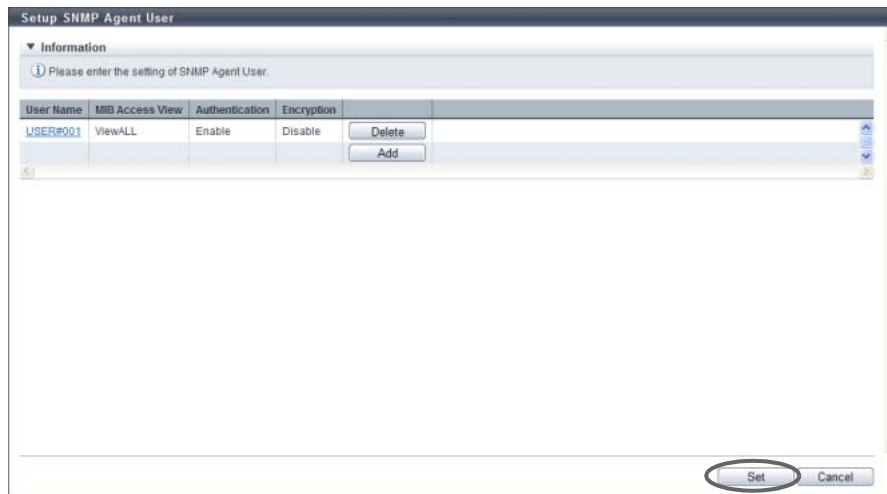 Setup SNMP Agent User
Information
Please enter the setting of SNMP Agent User.
User Name MIB Access View Authentication Encryption
USER#001 ViewALL Enable Disable Delete
Add
Set Cancel